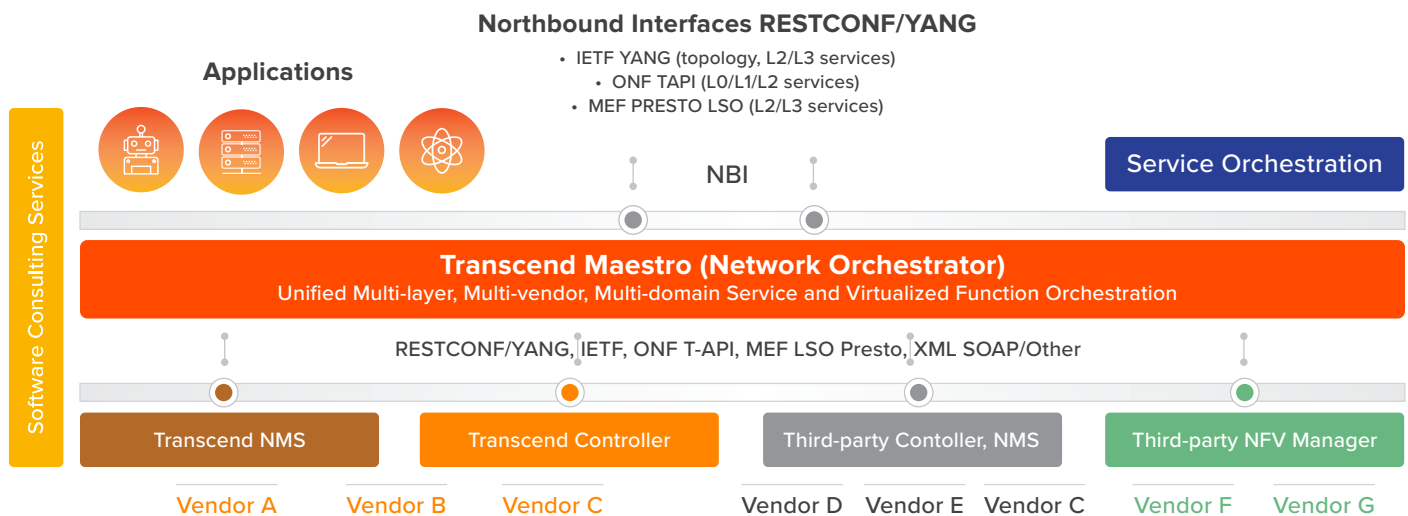 Northbound Interfaces RESTCONF/YANG
• IETF YANG (topology, L2/L3 services)
• ONF TAPI (L0/L1/L2 services)
• MEF PRESTO LSO (L2/L3 services)
Applications
Software Consulting Services
NBI
Service Orchestration
Transcend Maestro (Network Orchestrator)
Unified Multi-layer, Multi-vendor, Multi-domain Service and Virtualized Function Orchestration
RESTCONF/YANG, IETF, ONF T-API, MEF LSO Presto, XML SOAP/Other
Transcend NMS
Transcend Controller
Third-party Contoller, NMS
Third-party NFV Manager
Vendor A
Vendor B
Vendor C
Vendor D
Vendor E
Vendor C
Vendor F
Vendor G